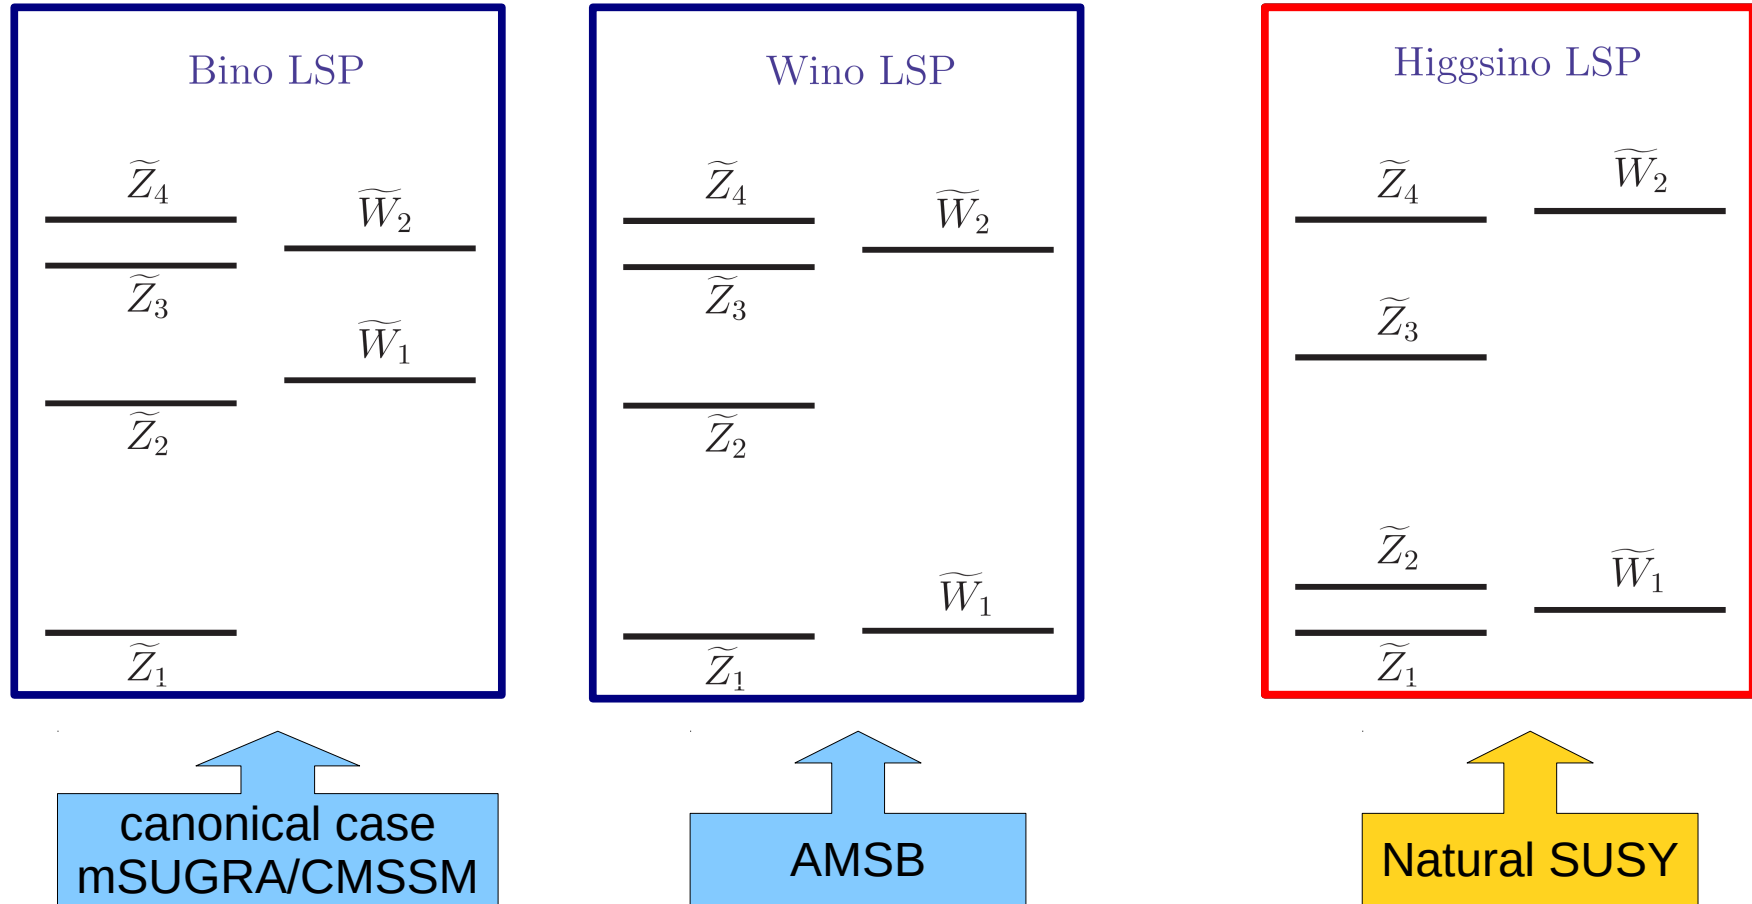 Bino LSP
Z̃4
W̃2
Z̃3
W̃1
Z̃2
Z̃1
canonical case
mSUGRA/CMSSM
Wino LSP
Z̃4
W̃2
Z̃3
Z̃2
W̃1
Z̃1
AMSB
Higgsino LSP
W̃2
Z̃4
Z̃3
Z̃2
W̃1
Z̃1
Natural SUSY